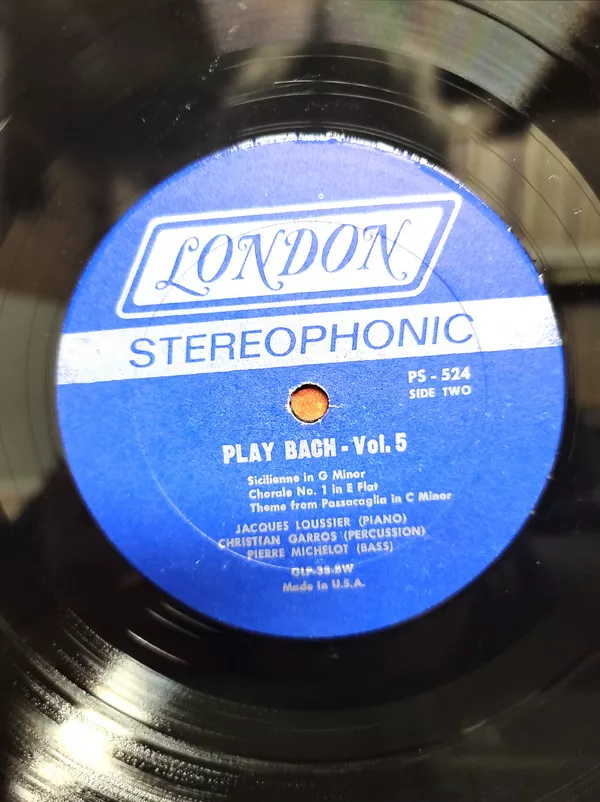 LONDON
STEREOPHONIC
PS - 524
SIDE TWO
PLAY BACH - Vol. 5
Sicilienne in G Minor
Chorale No. 1 in E Flat
Theme from Passacaglia in C Minor
JACQUES LOUSSIER (PIANO)
CHRISTIAN GARROS (PERCUSSION)
PIERRE MICHELOT (BASS)
Made in U.S.A.